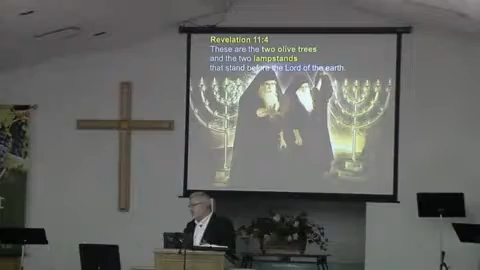 Revelation 11:4
These are the two olive trees
and the two lampstands
that stand before the Lord of the earth.